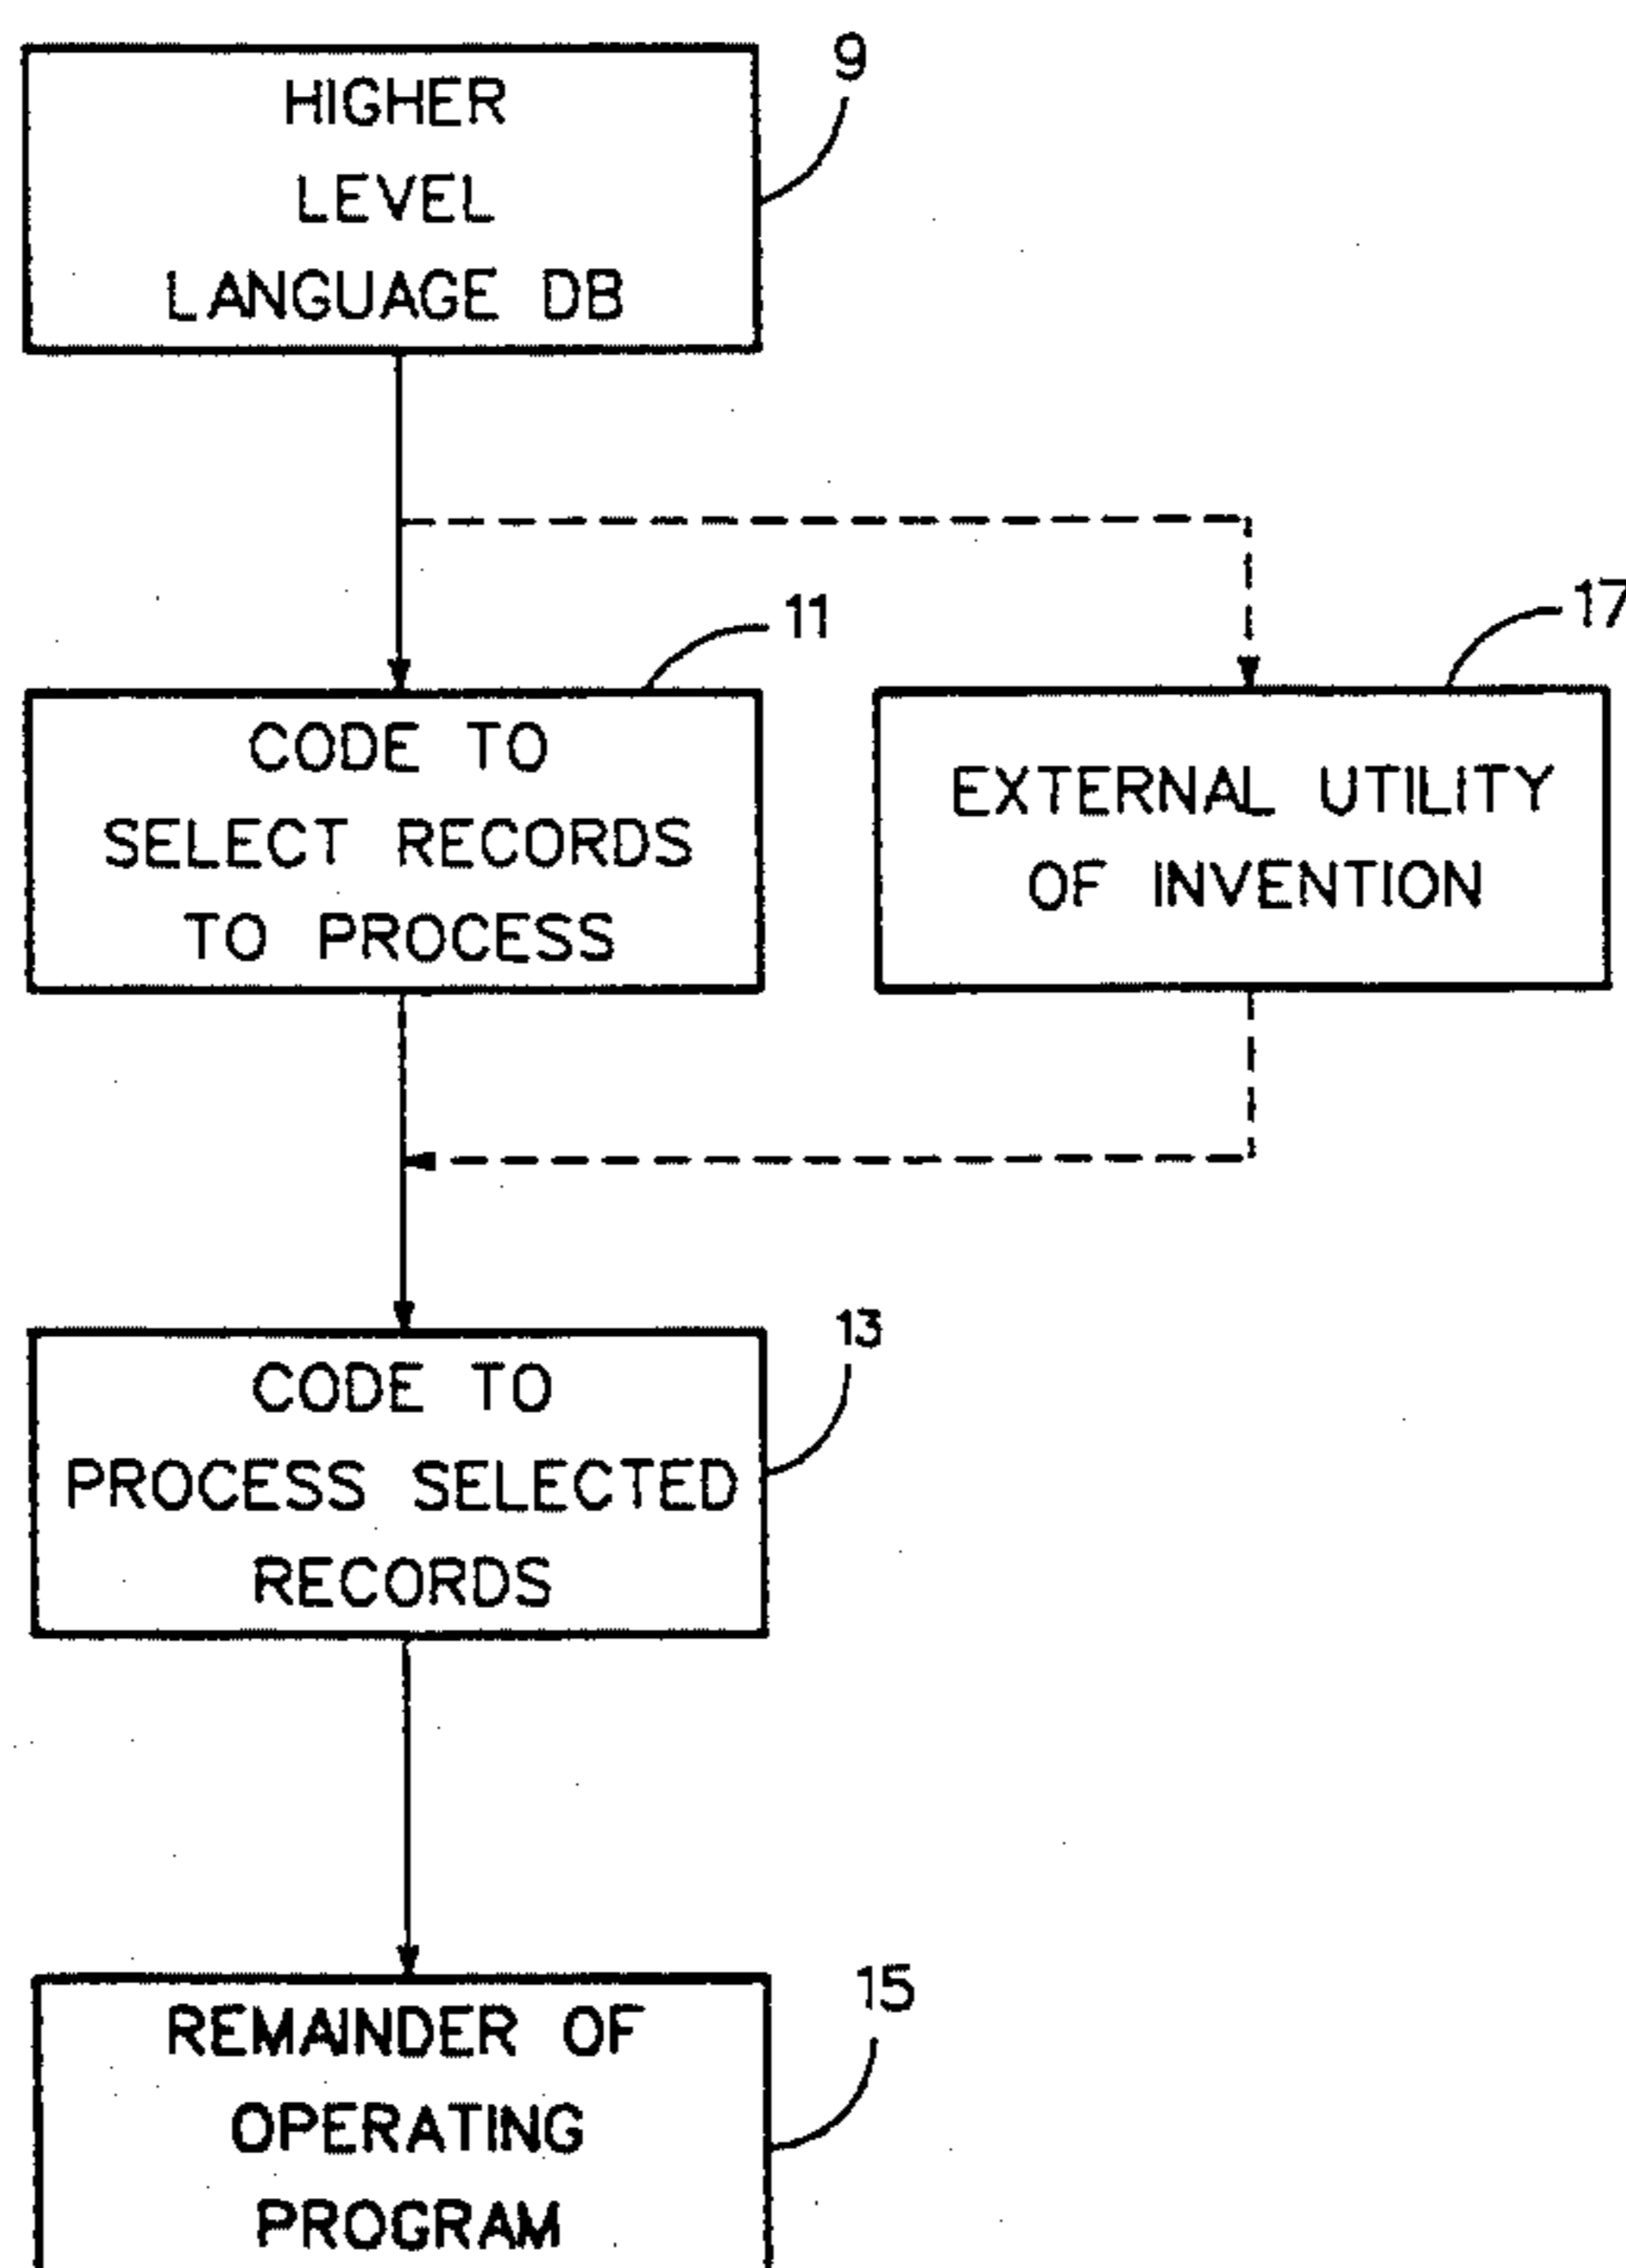 HIGHER
LEVEL
LANGUAGE DB
9
CODE TO
SELECT RECORDS
TO PROCESS
11
EXTERNAL UTILITY
OF INVENTION
17
CODE TO
PROCESS SELECTED
RECORDS
13
REMAINDER OF
OPERATING
PROGRAM
15